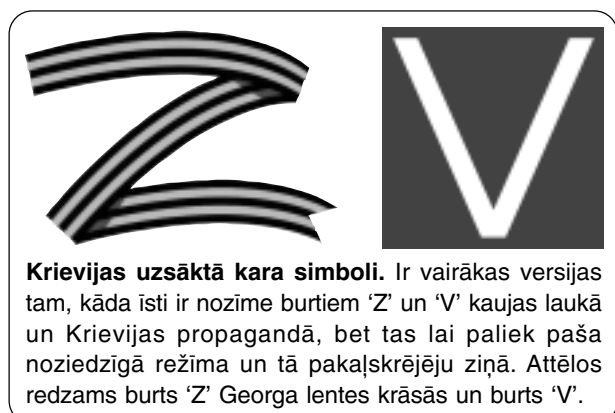 Z V
Krievijas uzsāktā kara simboli. Ir vairākas versijas
tam, kāda īsti ir nozīme burtiem ‘Z’ un ‘V’ kaujas laukā
un Krievijas propagandā, bet tas lai paliek paša
noziedzīgā režīma un tā pakaļskrējēju ziņā. Attēlos
redzams burts ‘Z’ Georga lentes krāsās un burts ‘V’.